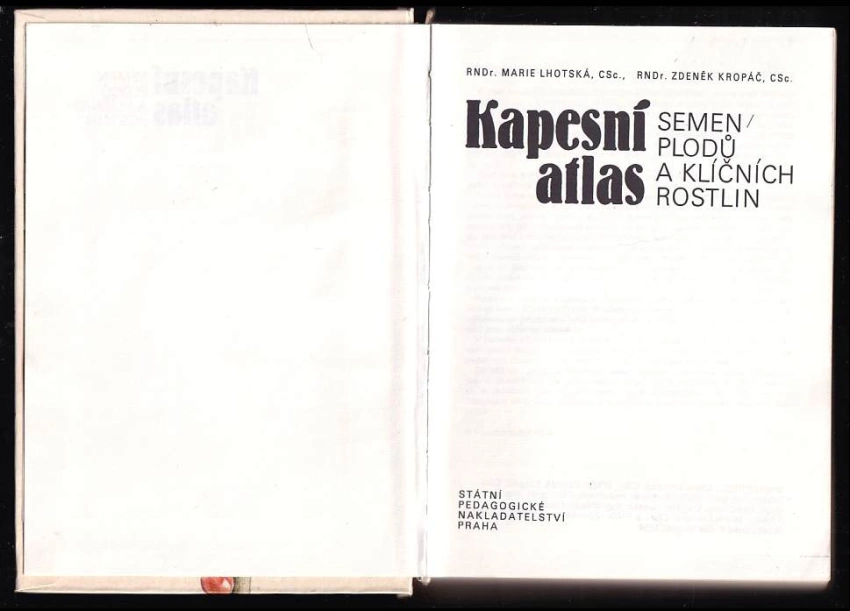 RNDr. MARIE LHOTSKÁ, CSc., RNDr. ZDENĚK KROPÁČ, CSc.
Kapesní
atlas
SEMEN/
PLODŮ
A KLÍČNÍCH
ROSTLIN
STÁTNÍ
PEDAGOGICKÉ
NAKLADATELSTVÍ
PRAHA